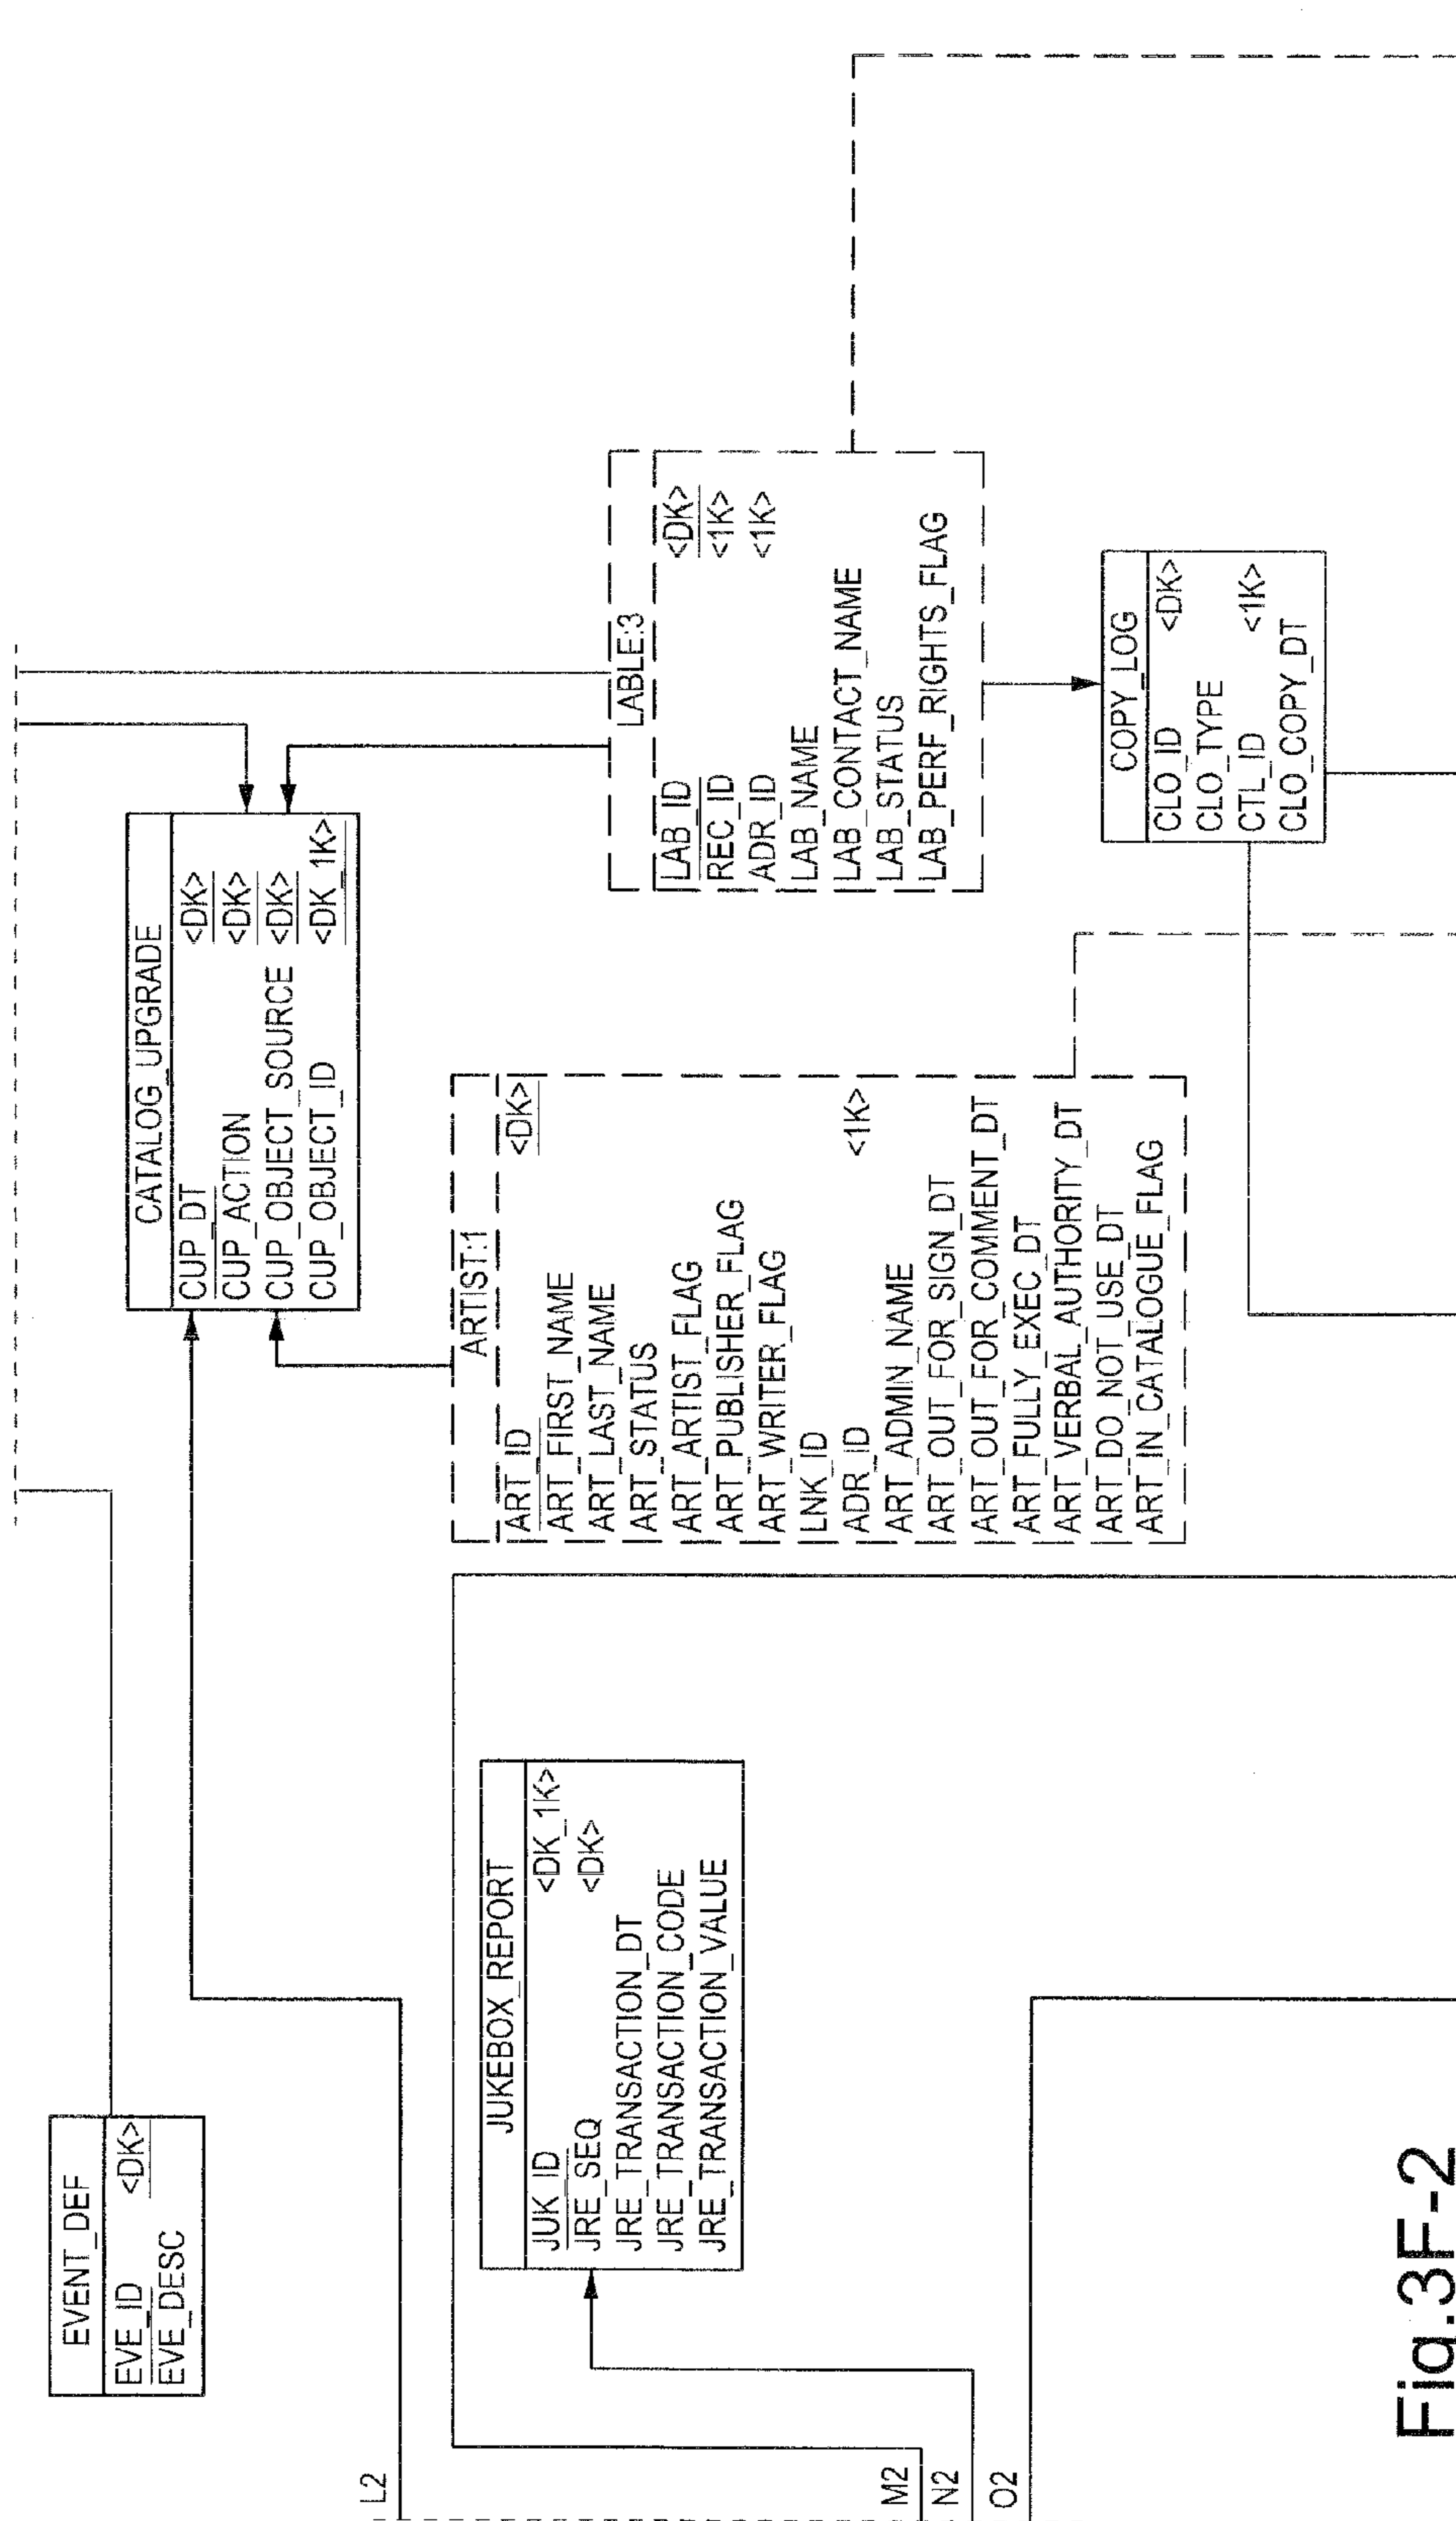 EVENT_DEF
EVE_ID <DK>
EVE_DESC
CATALOG_UPGRADE
CUP_DT <DK>
CUP_ACTION <DK>
CUP_OBJECT_SOURCE <DK>
CUP_OBJECT_ID <DK_1K>
L2
JUKEBOX_REPORT
JUK_ID <DK_1K>
JRE_SEQ <DK>
JRE_TRANSACTION_DT
JRE_TRANSACTION_CODE
JRE_TRANSACTION_VALUE
ARTIST:1
ART_ID <DK>
ART_FIRST_NAME
ART_LAST_NAME
ART_STATUS
ART_ARTIST_FLAG
ART_PUBLISHER_FLAG
ART_WRITER_FLAG
LNK_ID
ADR_ID <1K>
ART_ADMIN_NAME
ART_OUT_FOR_SIGN_DT
ART_OUT_FOR_COMMENT_DT
ART_FULLY_EXEC_DT
ART_VERBAL_AUTHORITY_DT
ART_DO_NOT_USE_DT
ART_IN_CATALOGUE_FLAG
LABLE:3
LAB_ID <DK>
REC_ID <1K>
ADR_ID <1K>
LAB_NAME
LAB_CONTACT_NAME
LAB_STATUS
LAB_PERF_RIGHTS_FLAG
M2
N2
O2
COPY_LOG
CLO_ID <DK>
CLO_TYPE
CTL_ID <1K>
CLO_COPY_DT
Fig.3F-2